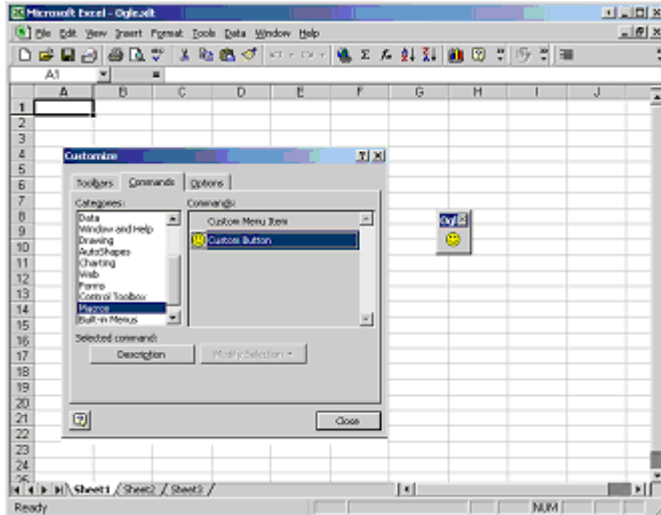 Microsoft Excel - Ogle.xlt
File Edit View Insert Format Tools Data Window Help
A1 =
A B C D E F G H I J
1
2
3
4
5
6
7
8
9
10
11
12
13
14
15
16
17
18
19
20
21
22
23
24
25
Customize
Toolbars Commands Options
Categories: Commands:
Data
Window and Help
Drawing
AutoShapes
Charting
Web
Forms
Control Toolbox
Macros
Built-in Menus
Custom Menu Item
Custom Button
Selected command:
Description Modify Selection
Close
Ogl
Sheet1 Sheet2 Sheet3
Ready NUM